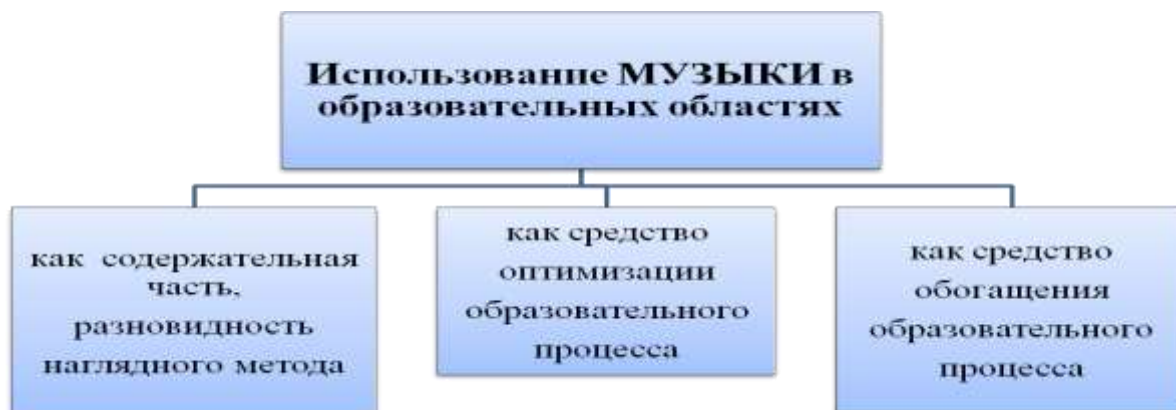 Использование МУЗЫКИ в
образовательных областях
как содержательная
часть,
разновидность
наглядного метода
как средство
оптимизации
образовательного
процесса
как средство
обогащения
образовательного
процесса